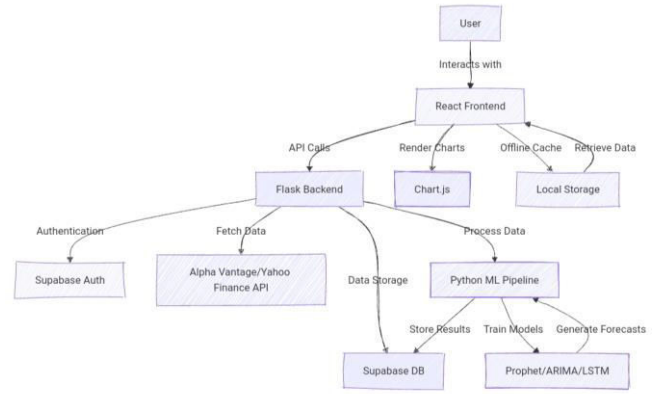 User
Interacts with
React Frontend
API Calls
Render Charts
Offline Cache
Retrieve Data
Flask Backend
Chart.js
Local Storage
Authentication
Fetch Data
Process Data
Supabase Auth
Alpha Vantage/Yahoo
Finance API
Data Storage
Python ML Pipeline
Store Results
Train Models
Generate Forecasts
Supabase DB
Prophet/ARIMA/LSTM